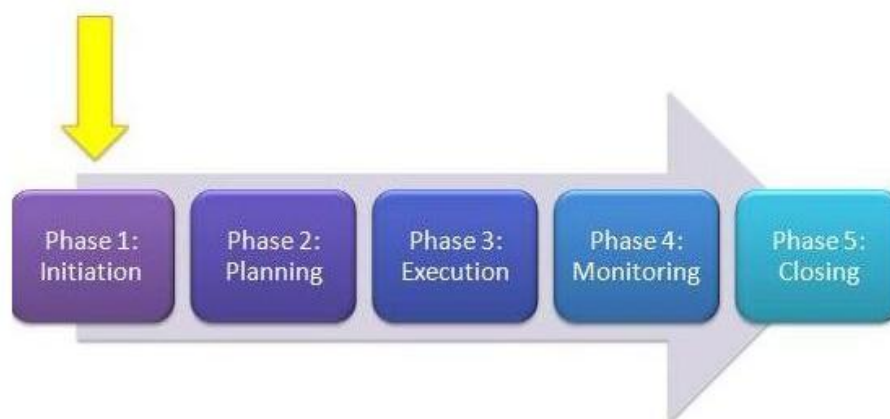 Phase 1:
Initiation
Phase 2:
Planning
Phase 3:
Execution
Phase 4:
Monitoring
Phase 5:
Closing